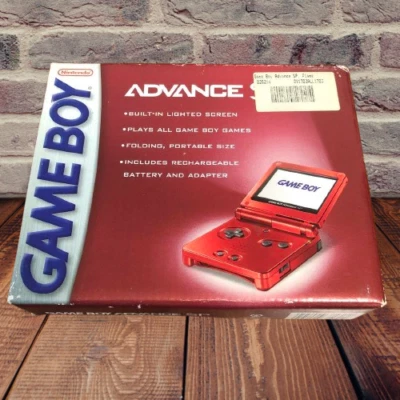 Nintendo
GAME BOY
ADVANCE S
•BUILT-IN LIGHTED SCREEN
•PLAYS ALL GAME BOY GAMES
•FOLDING, PORTABLE SIZE
•INCLUDES RECHARGEABLE
BATTERY AND ADAPTER
GAME BOY